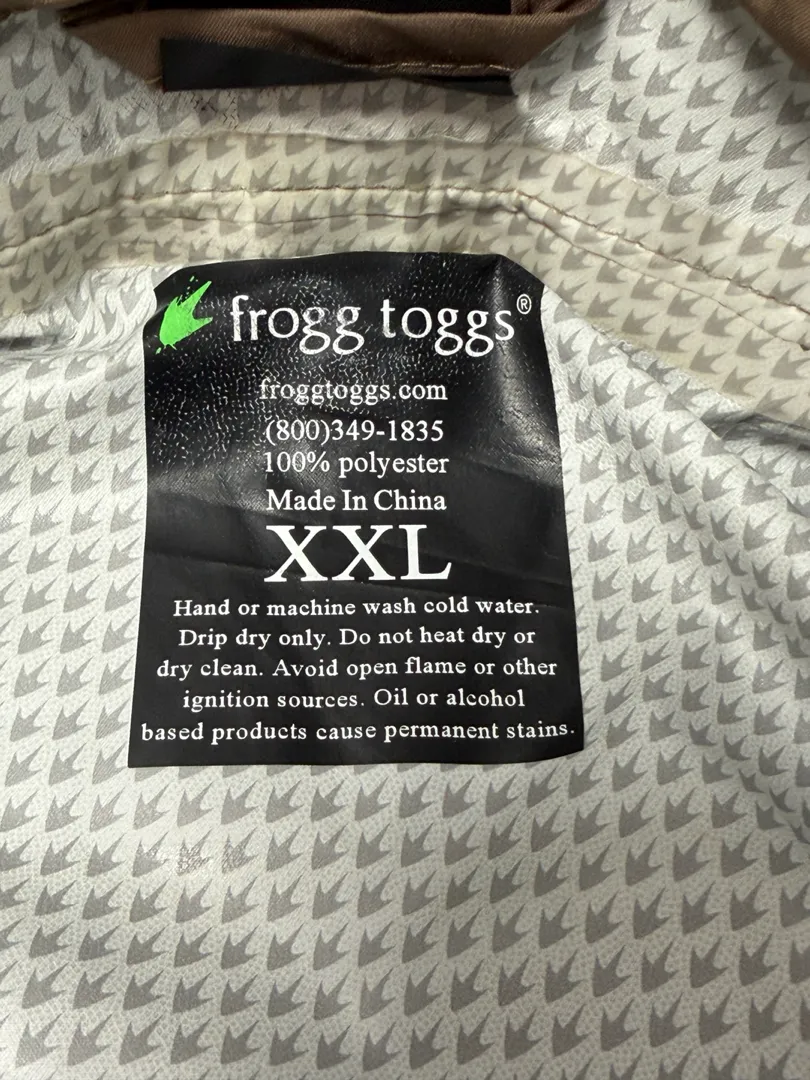 frogg toggs®
froggtoggs.com
(800)349-1835
100% polyester
Made In China
XXL
Hand or machine wash cold water.
Drip dry only. Do not heat dry or
dry clean. Avoid open flame or other
ignition sources. Oil or alcohol
based products cause permanent stains.